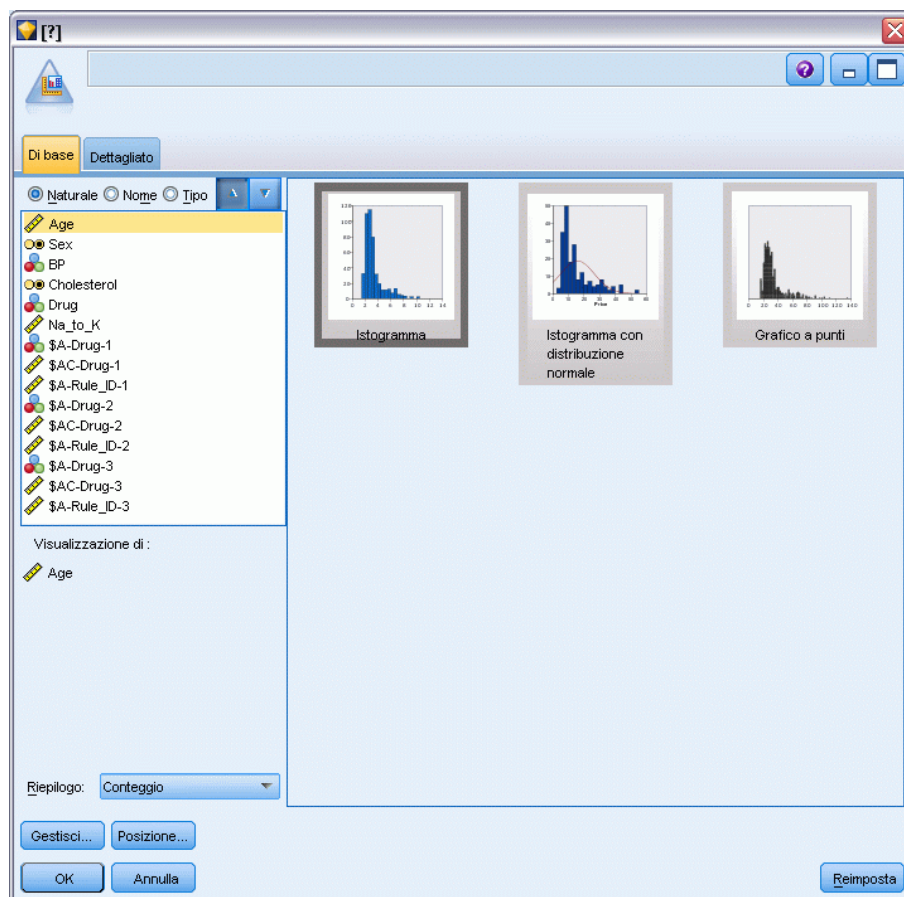 [?]
Di base
Dettagliato
Naturale Nome Tipo
Age
Sex
BP
Cholesterol
Drug
Na_to_K
$A-Drug-1
$AC-Drug-1
$A-Rule_ID-1
$A-Drug-2
$AC-Drug-2
$A-Rule_ID-2
$A-Drug-3
$AC-Drug-3
$A-Rule_ID-3
Visualizzazione di :
Age
Riepilogo: Conteggio
Gestisci... Posizione...
OK Annulla
Istogramma
Istogramma con
distribuzione
normale
Grafico a punti
Reimposta